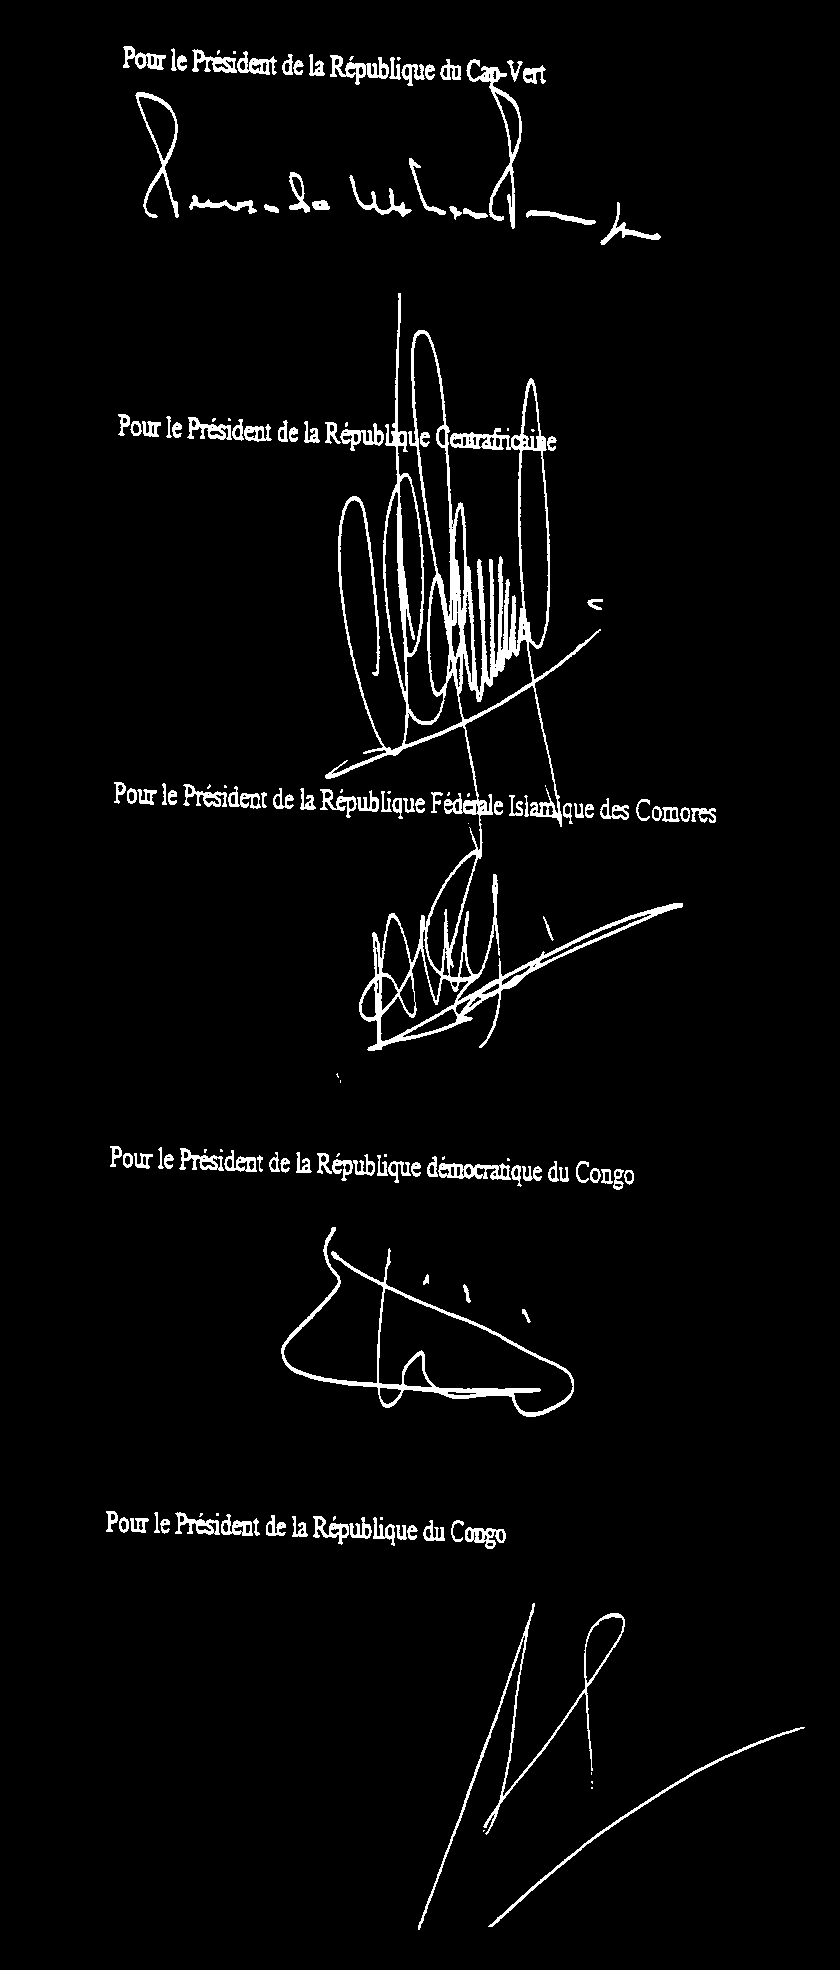 Pour le Président de la République du Cap-Vert
Pour le Président de la République Centrafricaine
Pour le Président de la République Fédérale Islamique des Comores
Pour le Président de la République démocratique du Congo
Pour le Président de la République du Congo